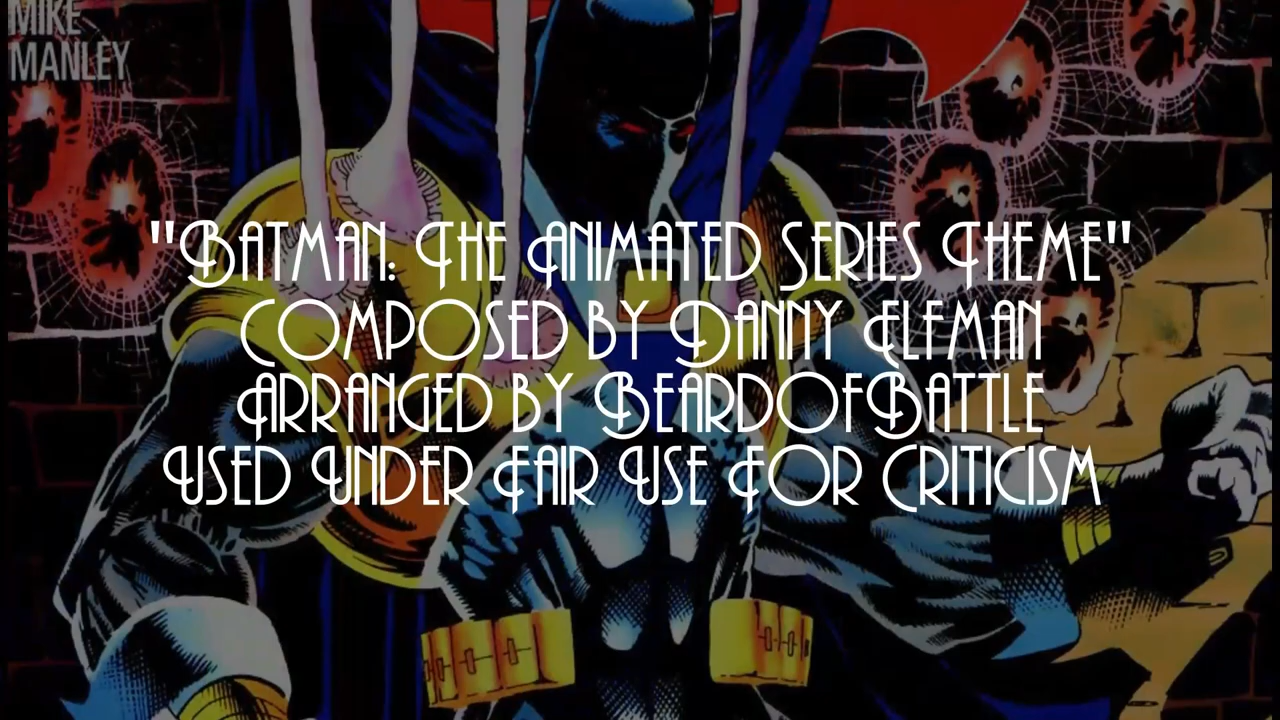 MIKE
MANLEY
"Batman: The Animated Series Theme"
Composed by Danny Elfman
Arranged by BeardofBattle
Used Under Fair Use For Criticism